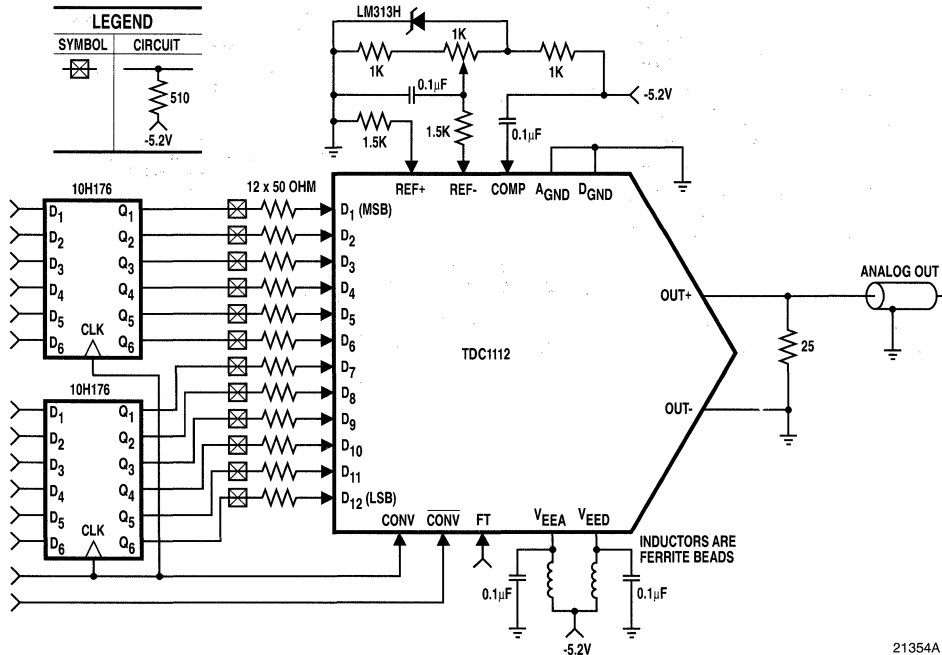 LEGEND
SYMBOL CIRCUIT
510
-5.2V
LM313H
1K
1K
1K
0.1μF
-5.2V
1.5K
1.5K
0.1μF
REF+ REF- COMP AGND DGND
10H176
12 x 50 OHM
D1 Q1
D2 Q2
D3 Q3
D4 Q4
D5 Q5
D6 Q6
CLK
D1 (MSB)
D2
D3
D4
D5
D6
D7
D8
D9
D10
D11
D12 (LSB)
TDC1112
OUT+
OUT-
ANALOG OUT
25
10H176
D1 Q1
D2 Q2
D3 Q3
D4 Q4
D5 Q5
D6 Q6
CLK
CONV CONV FT VEEA VEED
INDUCTORS ARE
FERRITE BEADS
0.1μF
0.1μF
-5.2V
21354A